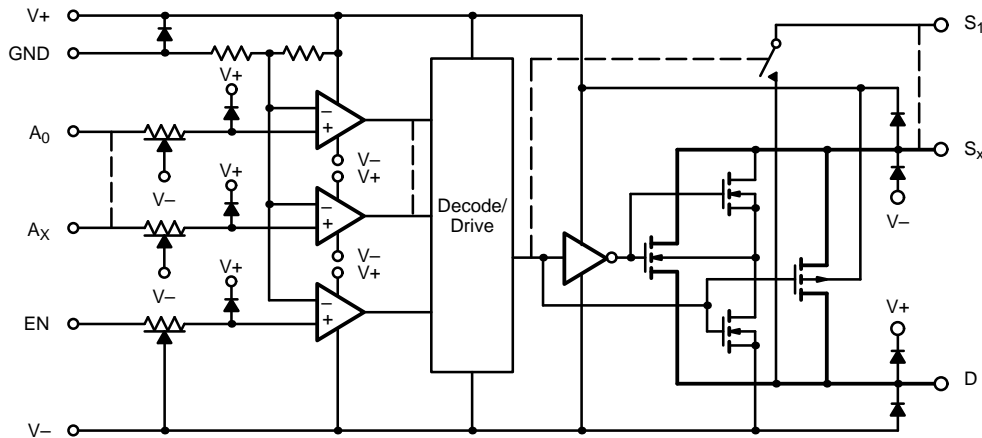 V+
S1
GND
V+
A0
–
+
V–
V+
Sx
V+
Decode/
Drive
V–
–
+
AX
V–
V–
V+
V+
V–
V+
–
+
EN
D
V–